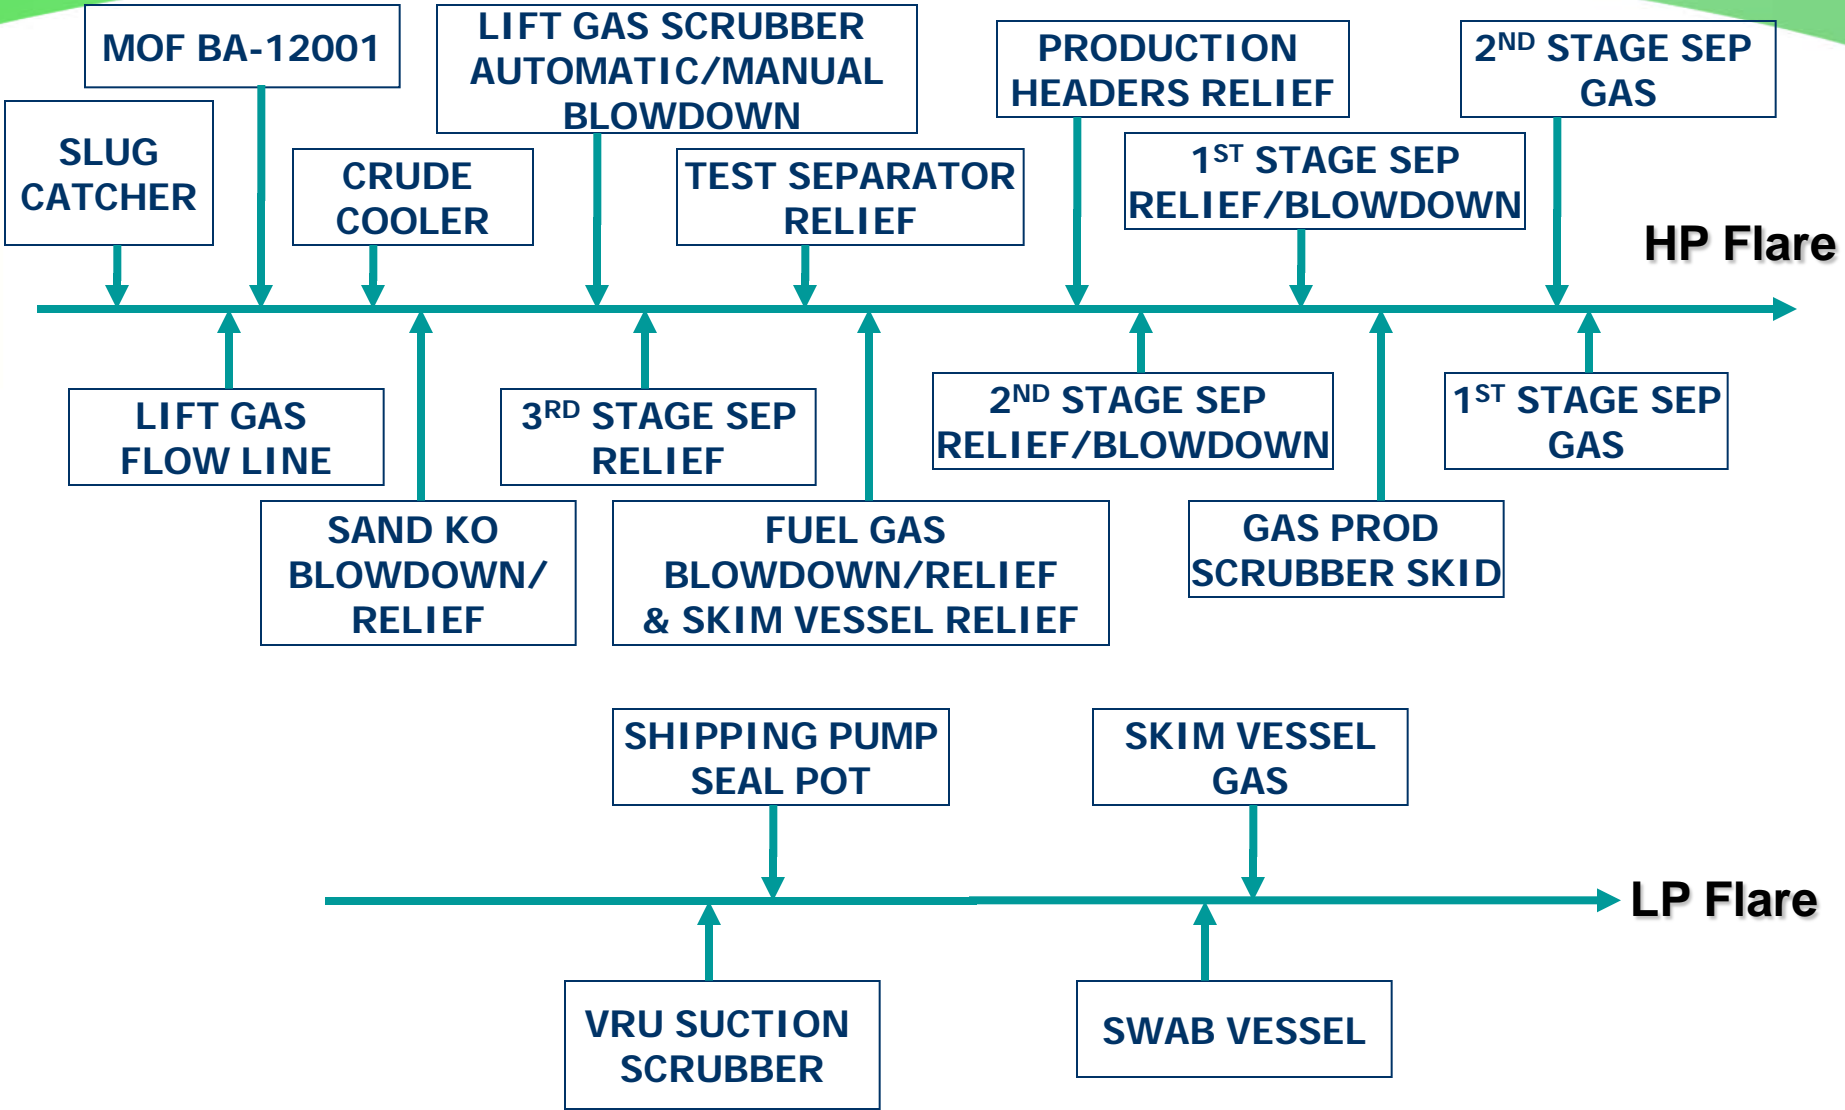 MOF BA-12001
LIFT GAS SCRUBBER
AUTOMATIC/MANUAL
BLOWDOWN
PRODUCTION
HEADERS RELIEF
2ND STAGE SEP
GAS
SLUG
CATCHER
CRUDE
COOLER
TEST SEPARATOR
RELIEF
1ST STAGE SEP
RELIEF/BLOWDOWN
HP Flare
LIFT GAS
FLOW LINE
3RD STAGE SEP
RELIEF
2ND STAGE SEP
RELIEF/BLOWDOWN
1ST STAGE SEP
GAS
SAND KO
BLOWDOWN/
RELIEF
FUEL GAS
BLOWDOWN/RELIEF
& SKIM VESSEL RELIEF
GAS PROD
SCRUBBER SKID
SHIPPING PUMP
SEAL POT
SKIM VESSEL
GAS
LP Flare
VRU SUCTION
SCRUBBER
SWAB VESSEL